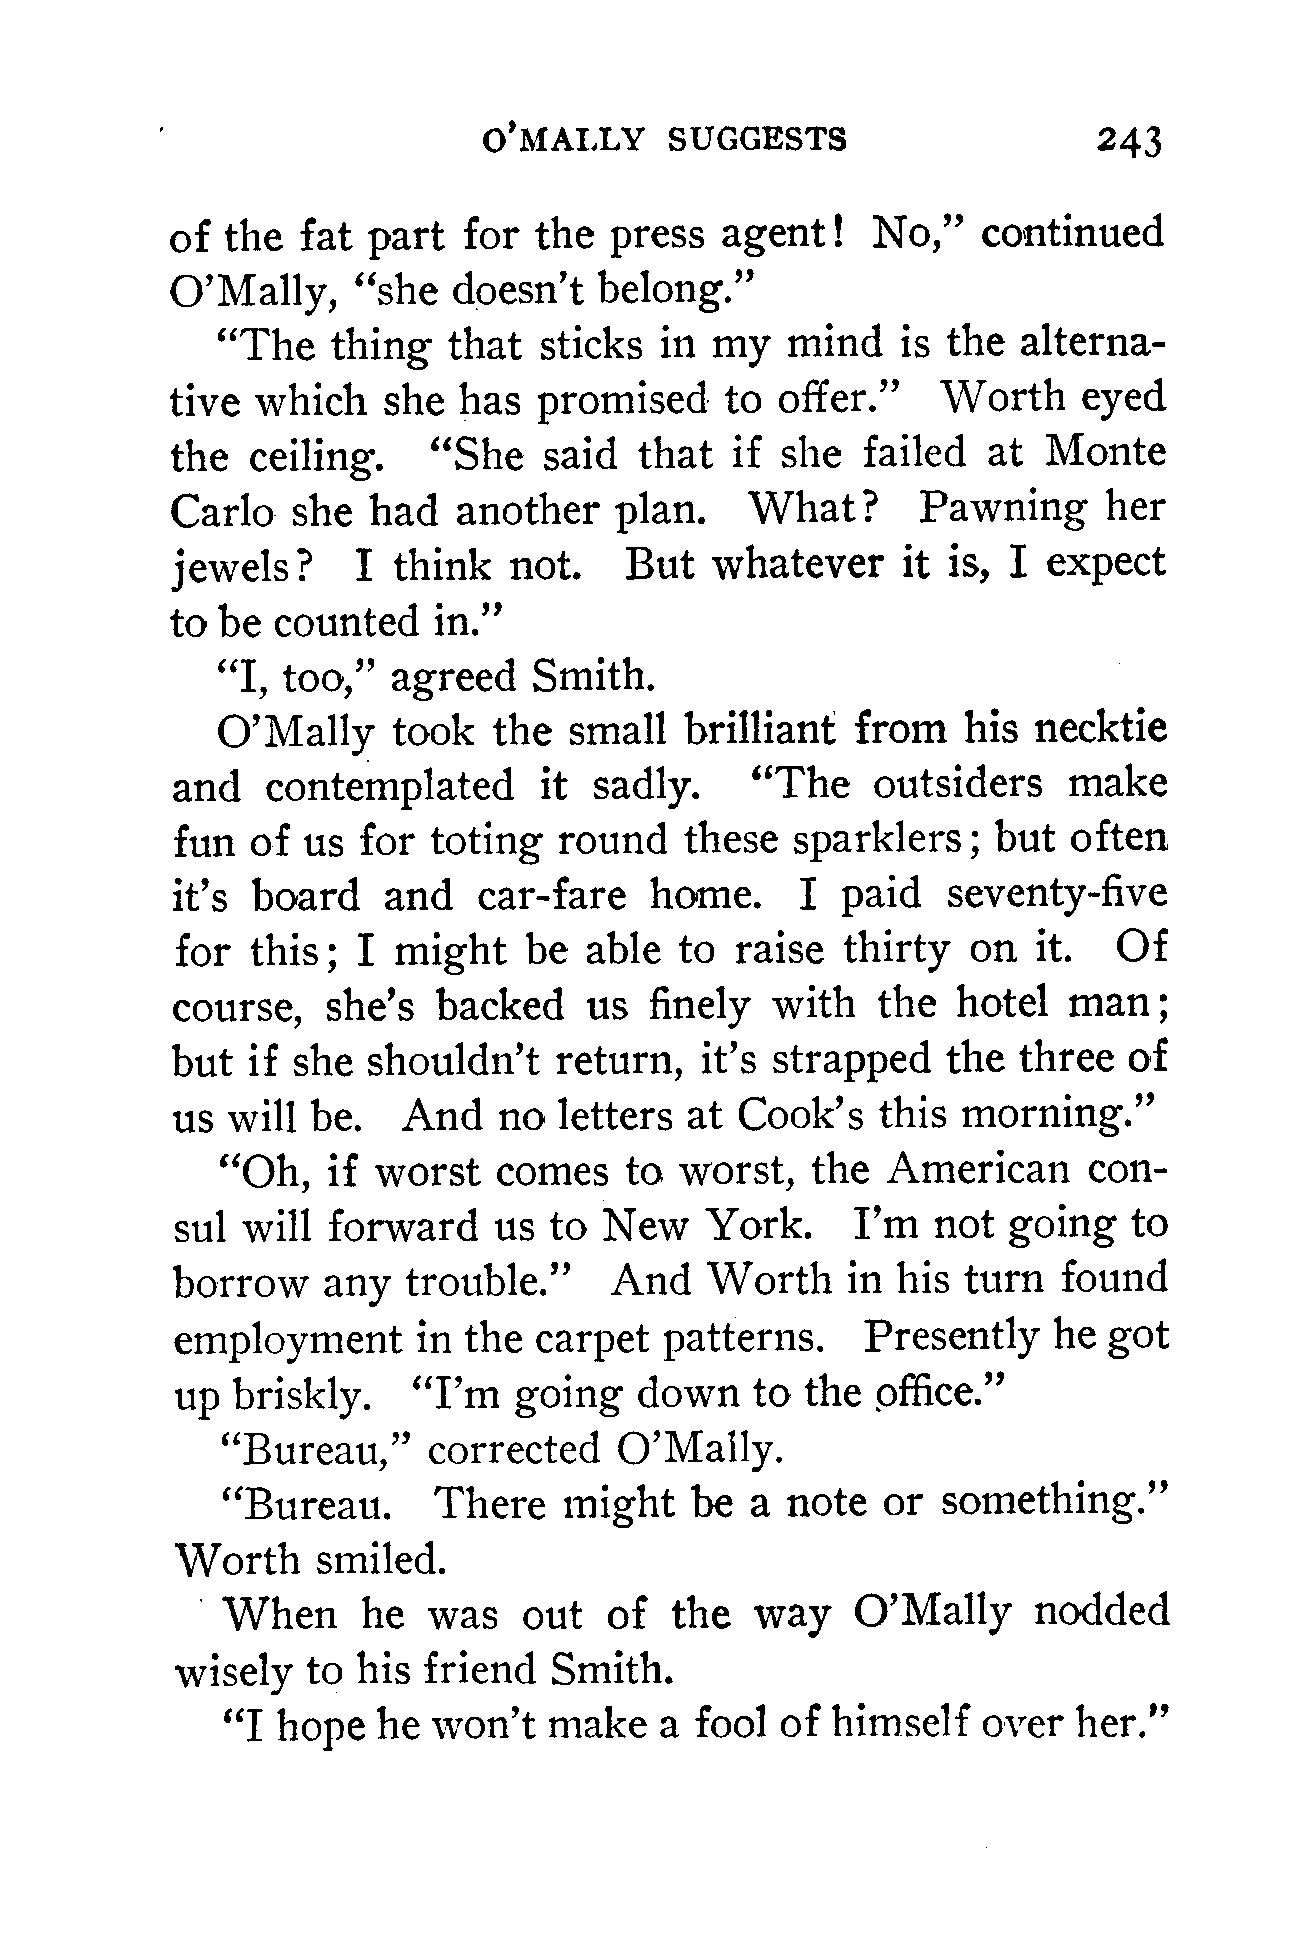 O'MALLY SUGGESTS 243
of the fat part for the press agent! No," continued
O'Mally, "she doesn't belong."
"The thing that sticks in my mind is the alterna-
tive which she has promised to offer." Worth eyed
the ceiling. "She said that if she failed at Monte
Carlo she had another plan. What? Pawning her
jewels? I think not. But whatever it is, I expect
to be counted in."
"I, too," agreed Smith.
O'Mally took the small brilliant from his necktie
and contemplated it sadly. "The outsiders make
fun of us for toting round these sparklers; but often
it's board and car-fare home. I paid seventy-five
for this; I might be able to raise thirty on it. Of
course, she's backed us finely with the hotel man;
but if she shouldn't return, it's strapped the three of
us will be. And no letters at Cook's this morning."
"Oh, if worst comes to worst, the American con-
sul will forward us to New York. I'm not going to
borrow any trouble." And Worth in his turn found
employment in the carpet patterns. Presently he got
up briskly. "I'm going down to the office."
"Bureau," corrected O'Mally.
"Bureau. There might be a note or something."
Worth smiled.
When he was out of the way O'Mally nodded
wisely to his friend Smith.
"I hope he won't make a fool of himself over her."